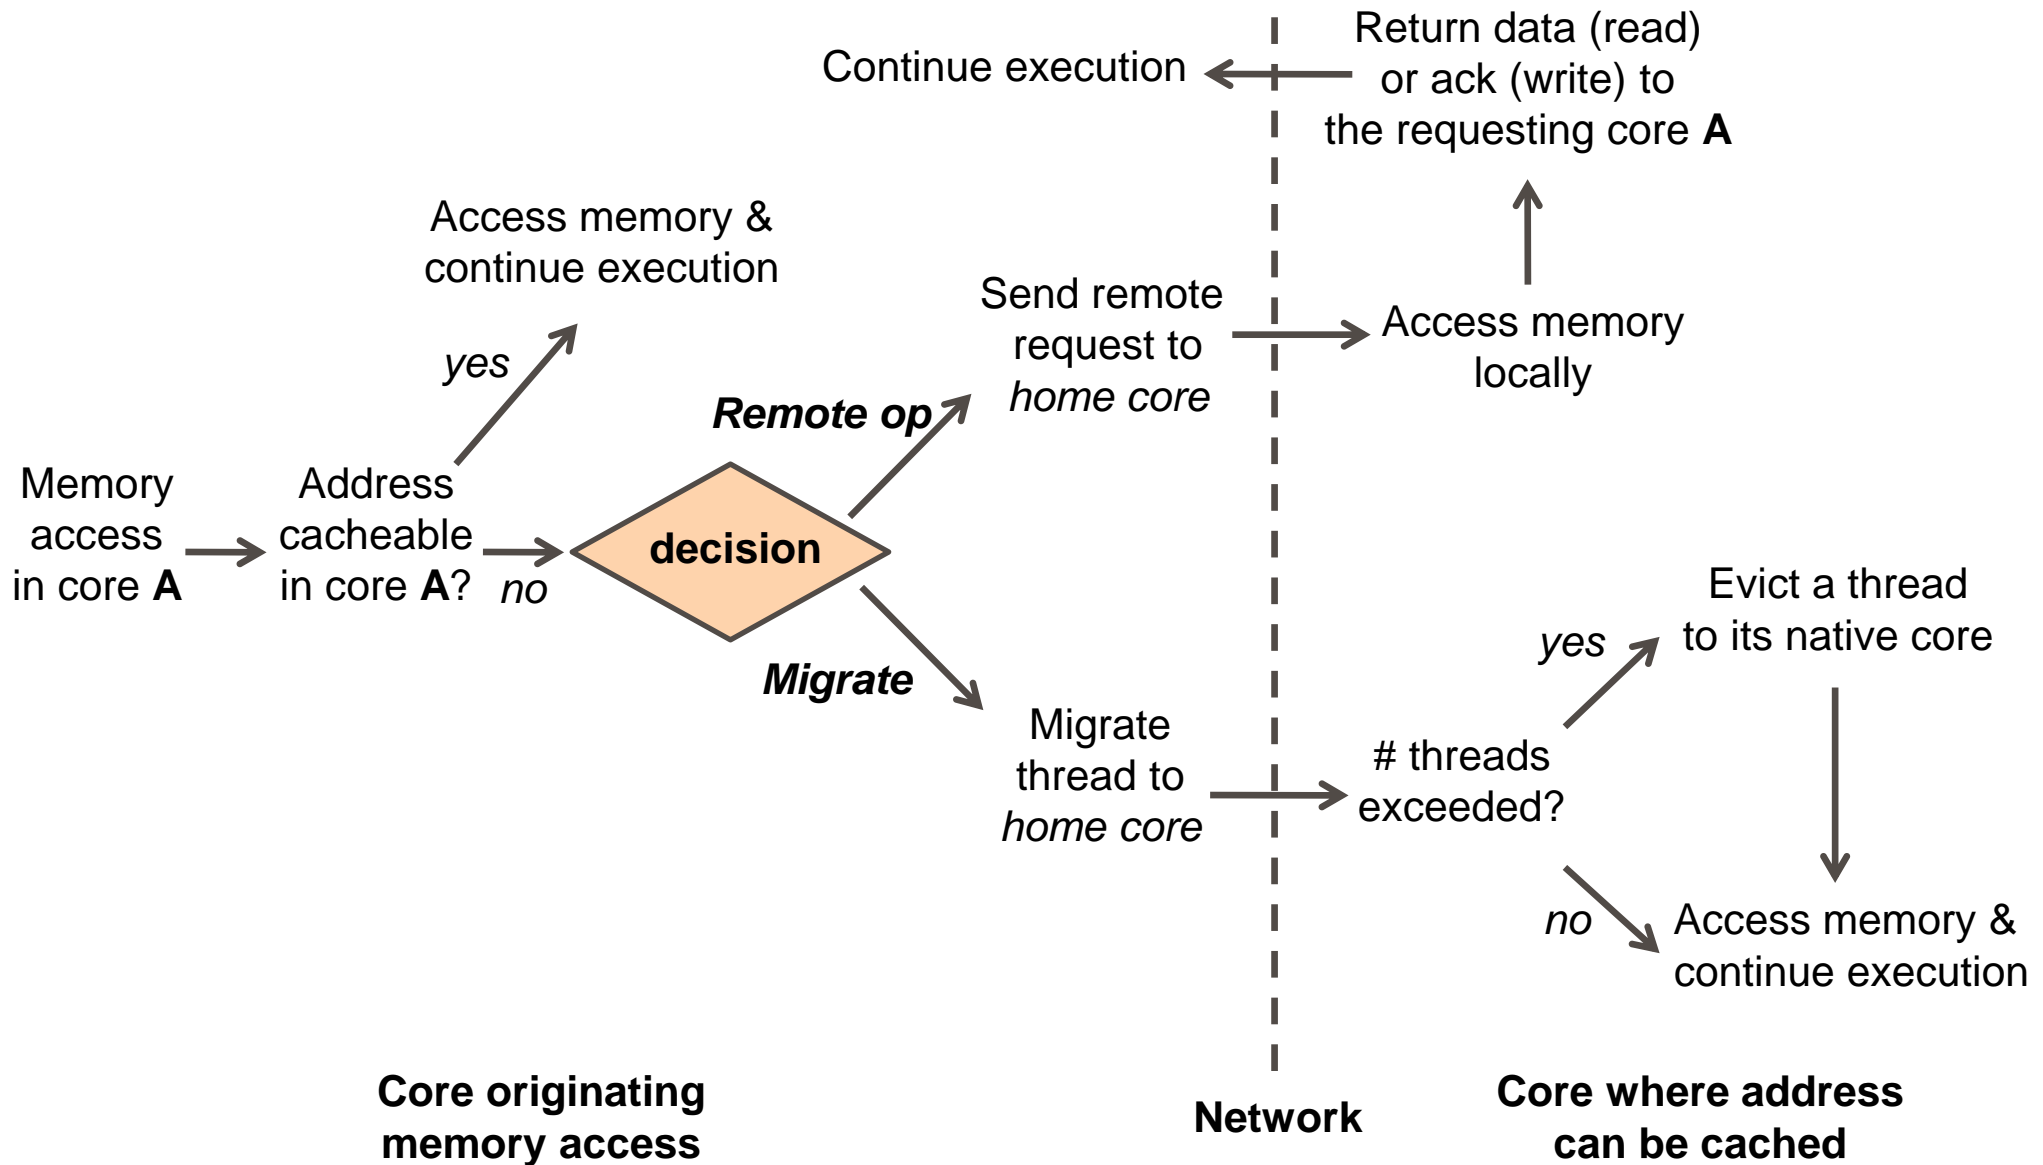 Memory
access
in core A
Address
cacheable
in core A?
yes
Access memory &
continue execution
no
decision
Remote op
Send remote
request to
home core
Access memory
locally
Return data (read)
or ack (write) to
the requesting core A
Continue execution
Migrate
Migrate
thread to
home core
# threads
exceeded?
yes
Evict a thread
to its native core
no
Access memory &
continue execution
Core originating
memory access
Network
Core where address
can be cached